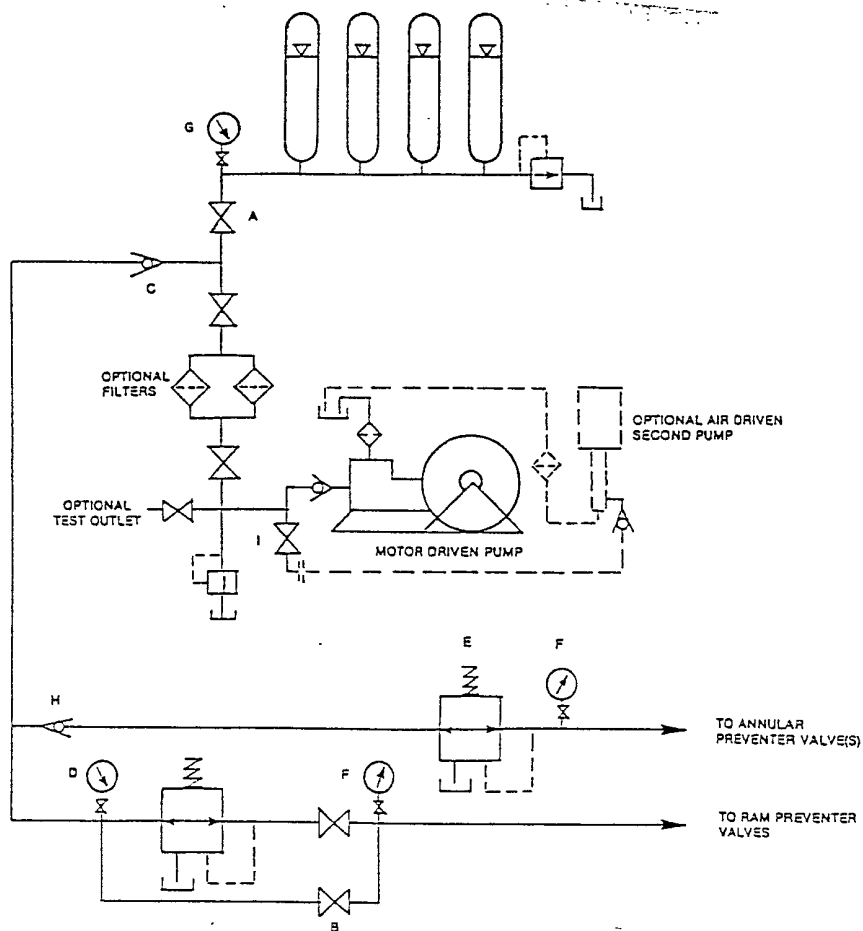 G
A
C
OPTIONAL
FILTERS
OPTIONAL AIR DRIVEN
SECOND PUMP
OPTIONAL
TEST OUTLET
I
MOTOR DRIVEN PUMP
E
F
H
TO ANNULAR
PREVENTER VALVE(S)
D
F
TO RAM PREVENTER
VALVES
B